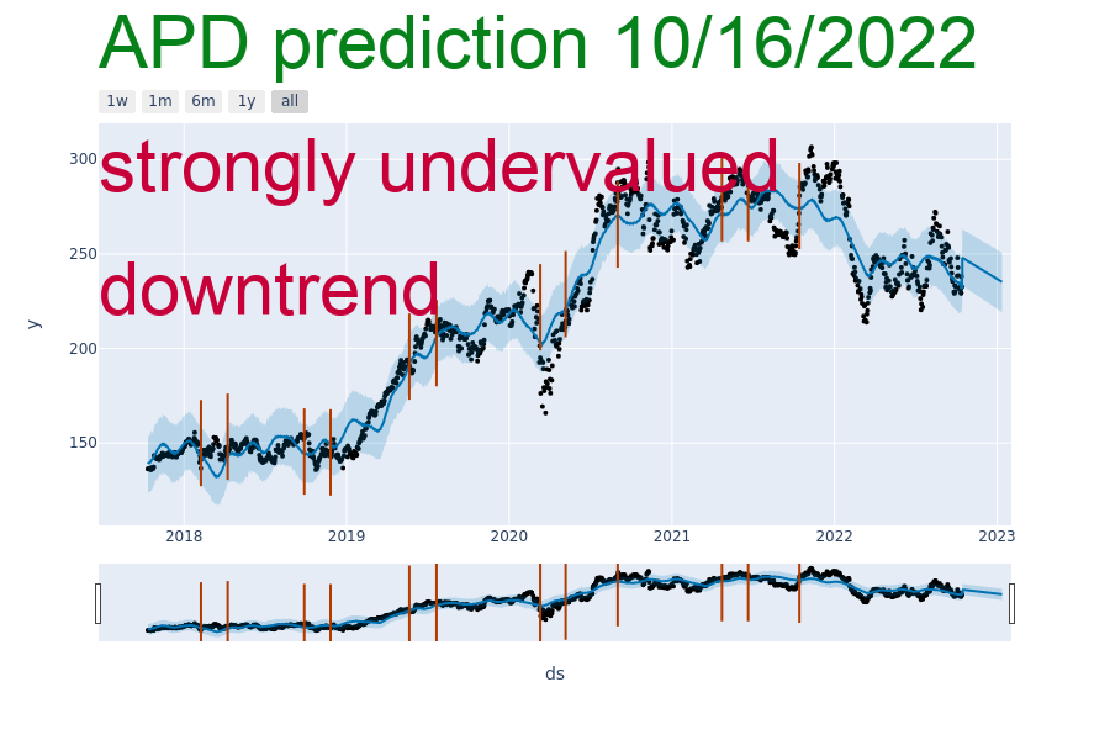 APD prediction 10/16/2022
1w 1m 6m 1y all
strongly undervalued
downtrend
300
250
200
150
y
2018 2019 2020 2021 2022 2023
ds